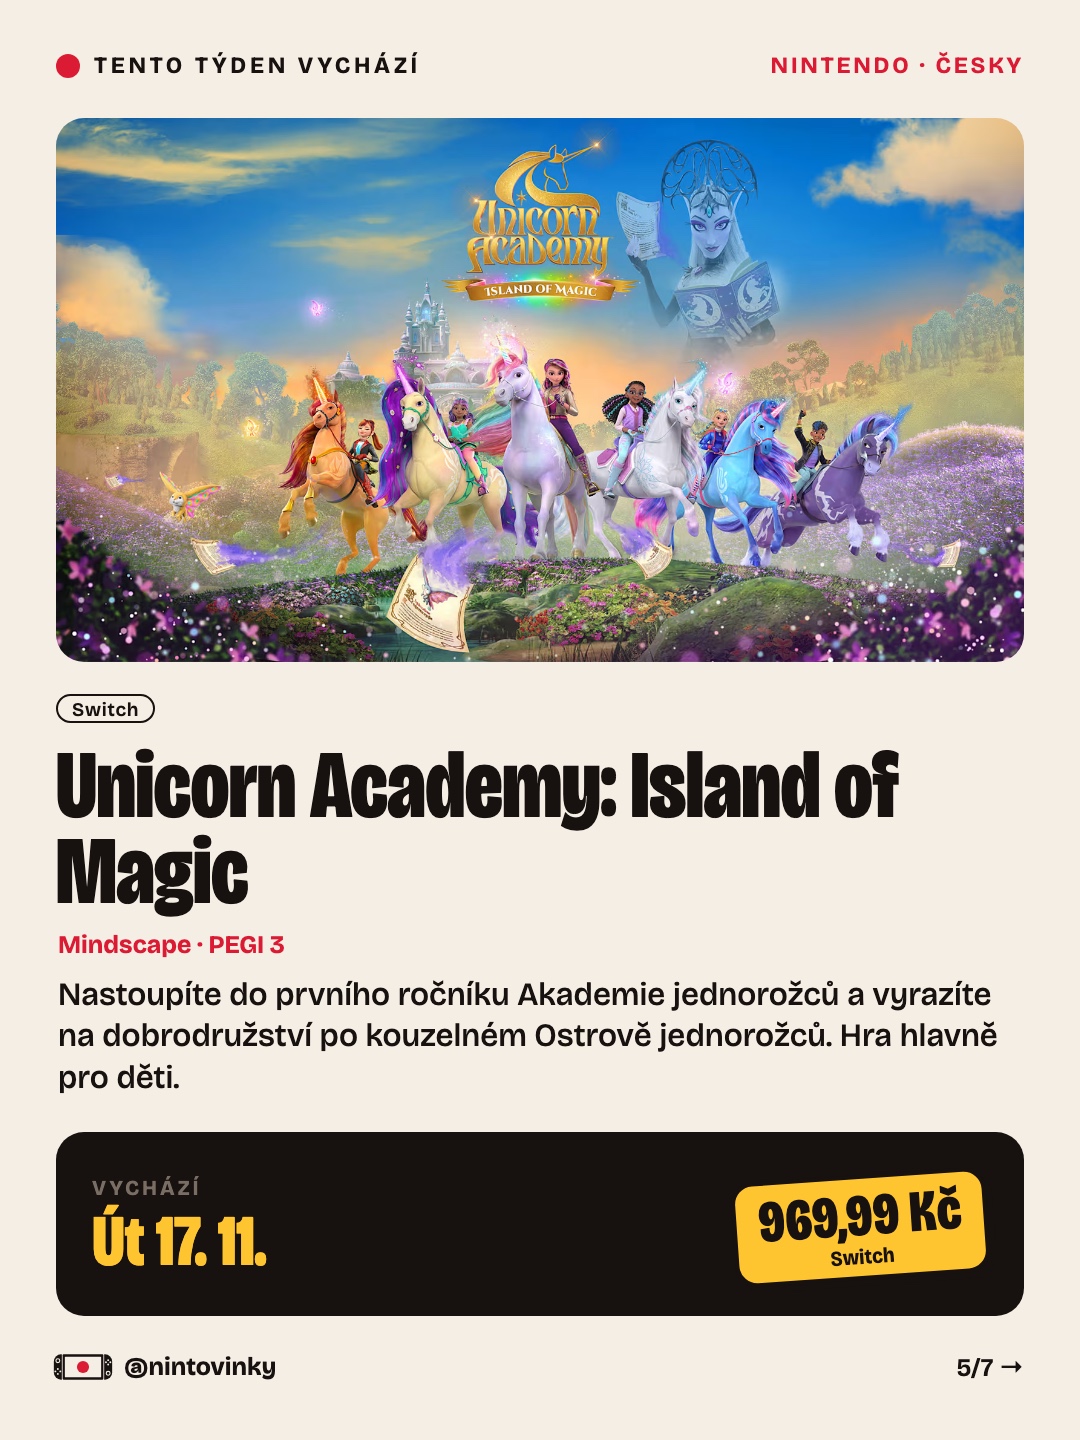 TENTO TÝDEN VYCHÁZÍ
NINTENDO · ČESKY
Unicorn
Academy
ISLAND OF MAGIC
Switch
Unicorn Academy: Island of
Magic
Mindscape · PEGI 3
Nastoupíte do prvního ročníku Akademie jednorožců a vyrazíte
na dobrodružství po kouzelném Ostrově jednorožců. Hra hlavně
pro děti.
VYCHÁZÍ
Út 17. 11.
969,99 Kč
Switch
@nintovinky
5/7 →